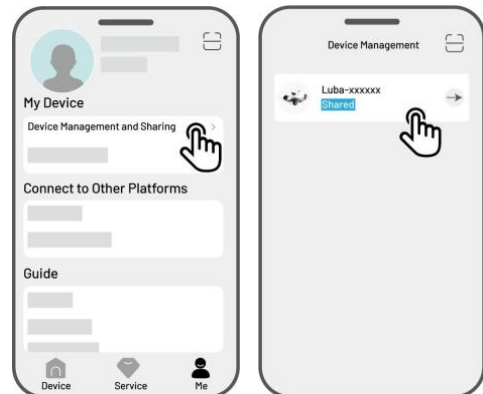 My Device
Device Management and Sharing
Connect to Other Platforms
Guide
Device Service Me
Device Management
Luba-xxxxxx
Shared